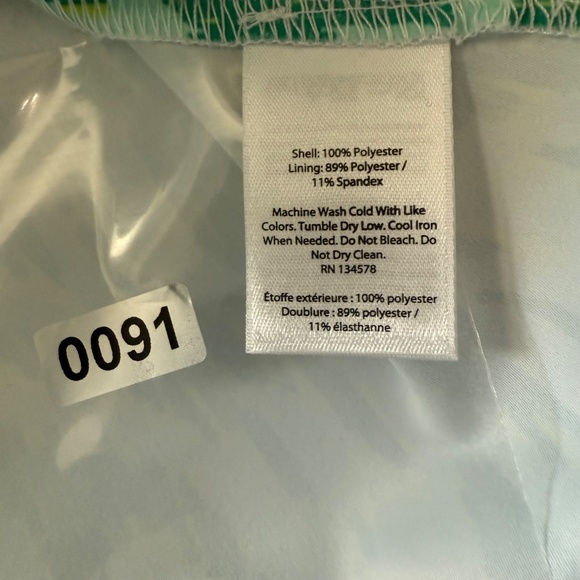 Shell: 100% Polyester
Lining: 89% Polyester /
11% Spandex
Machine Wash Cold With Like
Colors. Tumble Dry Low. Cool Iron
When Needed. Do Not Bleach. Do
Not Dry Clean.
RN 134578
Étoffe extérieure : 100% polyester
Doublure : 89% polyester /
11% élasthanne
0091